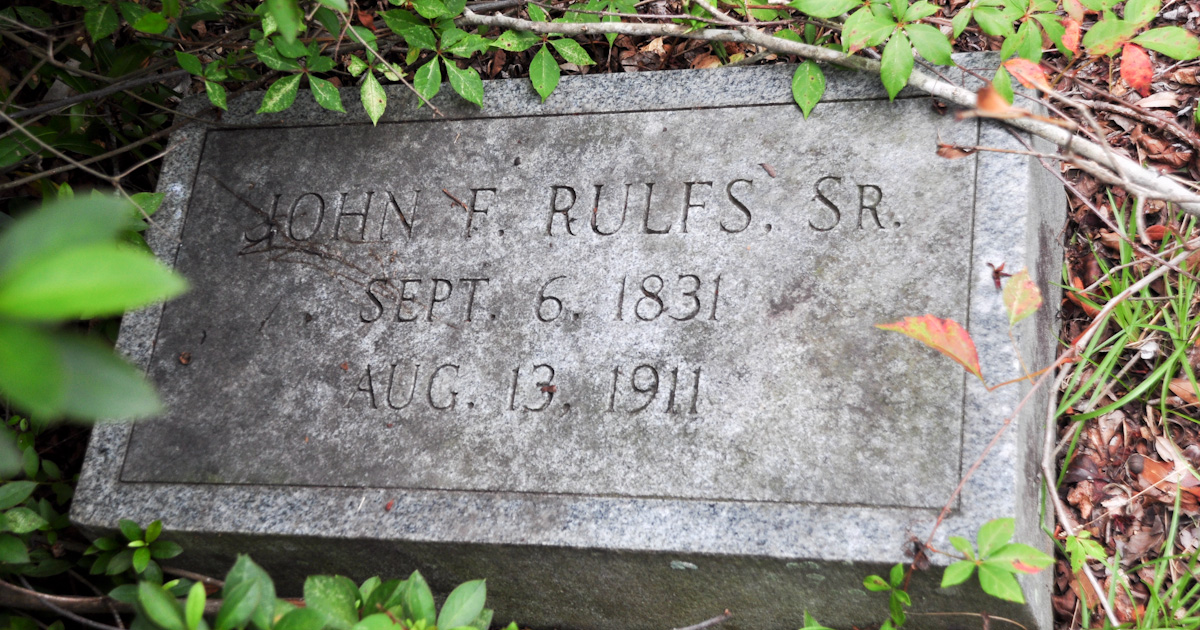 JOHN F. RULFS, SR.
SEPT. 6, 1831
AUG. 13, 1911